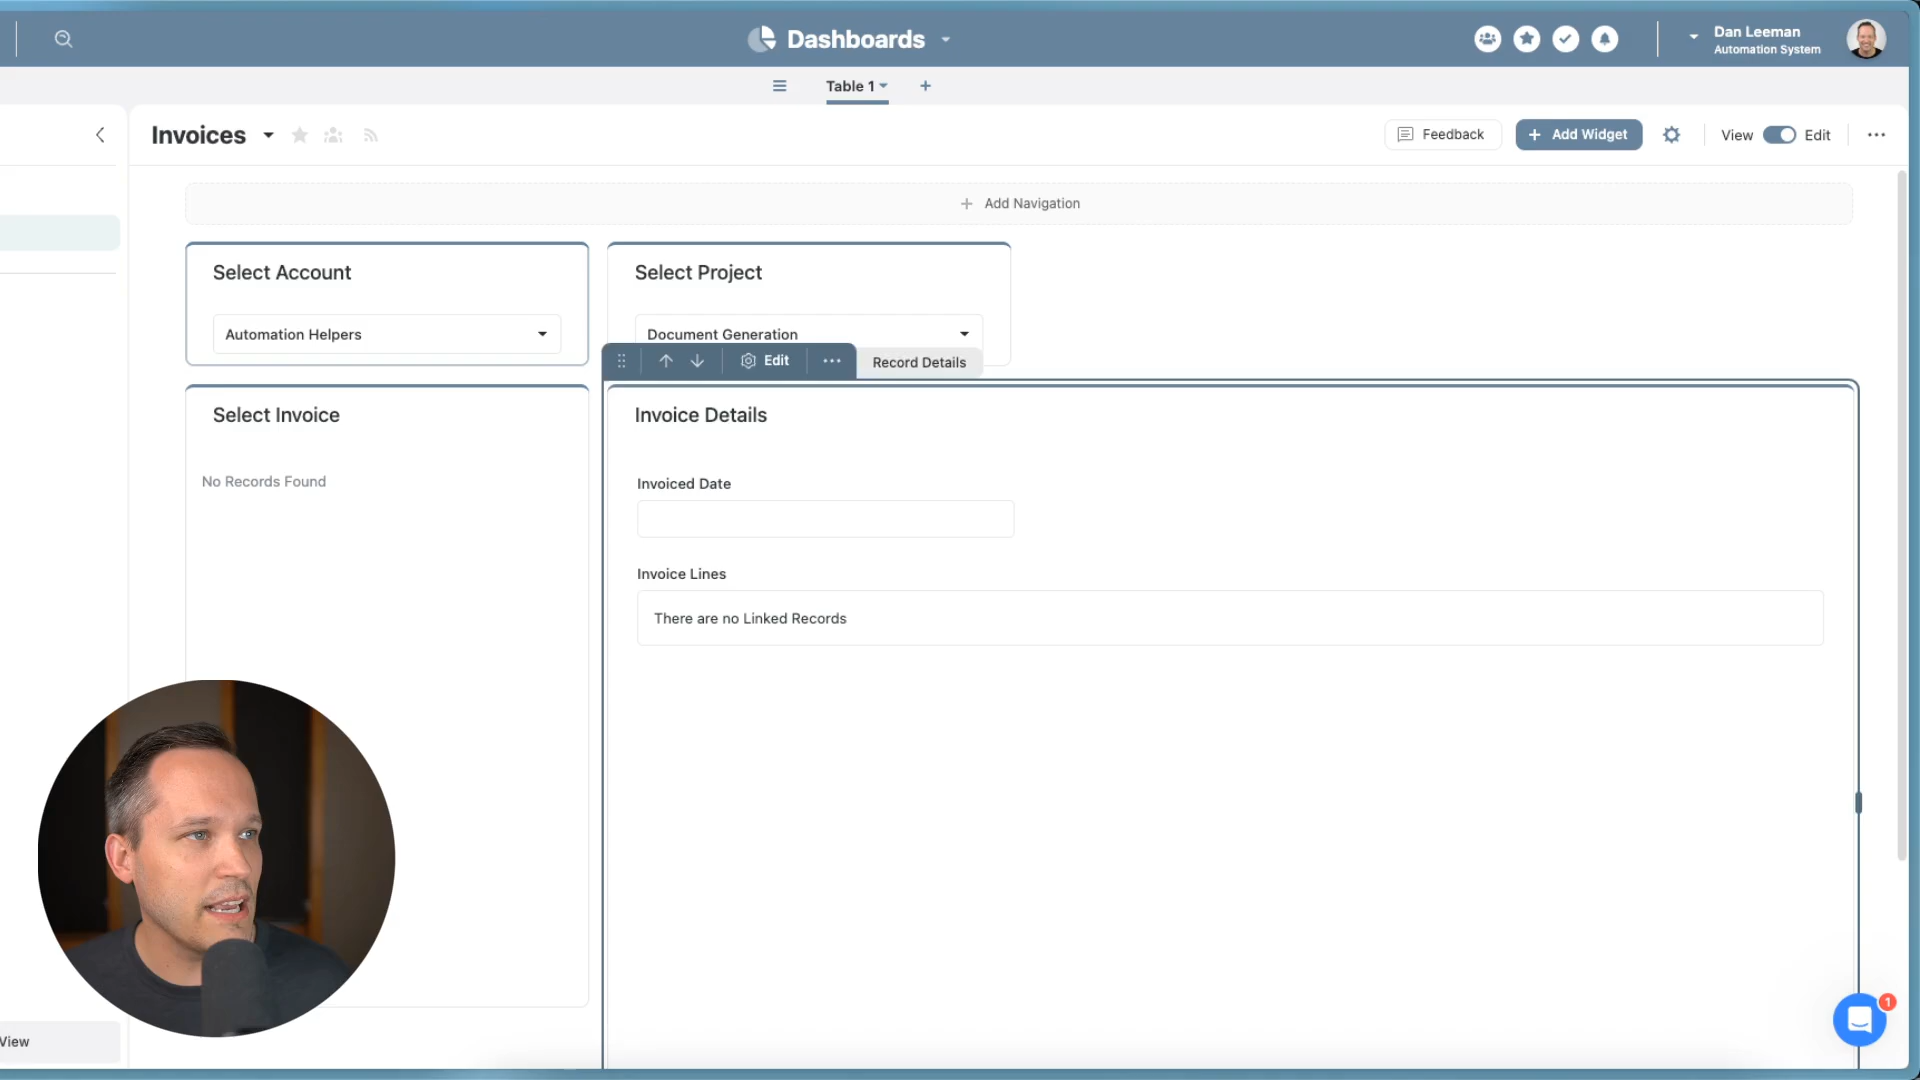 Dashboards
Dan Leeman
Automation System
Table 1
Invoices
Feedback
Add Widget
View
Edit
Add Navigation
Select Account
Automation Helpers
Select Project
Document Generation
Edit
Record Details
Select Invoice
No Records Found
Invoice Details
Invoiced Date
Invoice Lines
There are no Linked Records
View
1